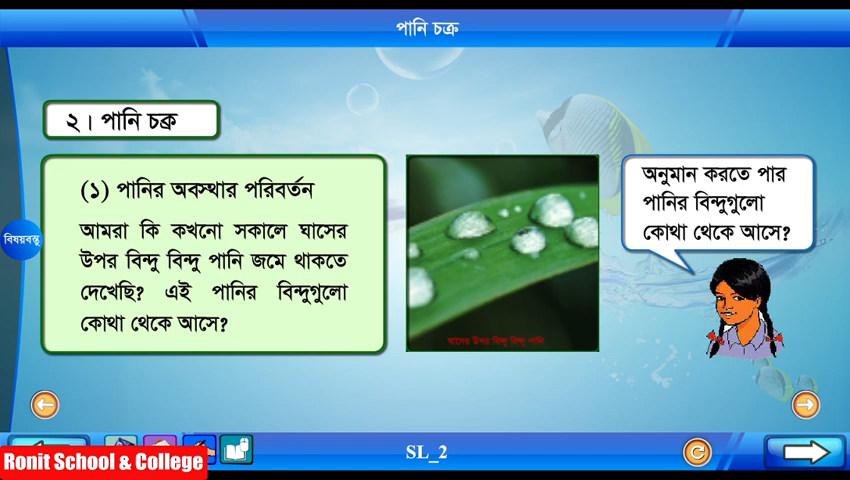 পানি চক্র
২। পানি চক্র
(১) পানির অবস্থার পরিবর্তন
আমরা কি কখনো সকালে ঘাসের
উপর বিন্দু বিন্দু পানি জমে থাকতে
দেখেছি? এই পানির বিন্দুগুলো
কোথা থেকে আসে?
ঘাসের উপর বিন্দু বিন্দু পানি
অনুমান করতে পার
পানির বিন্দুগুলো
কোথা থেকে আসে?
বিষয়বস্তু
SL_2
Ronit School & College